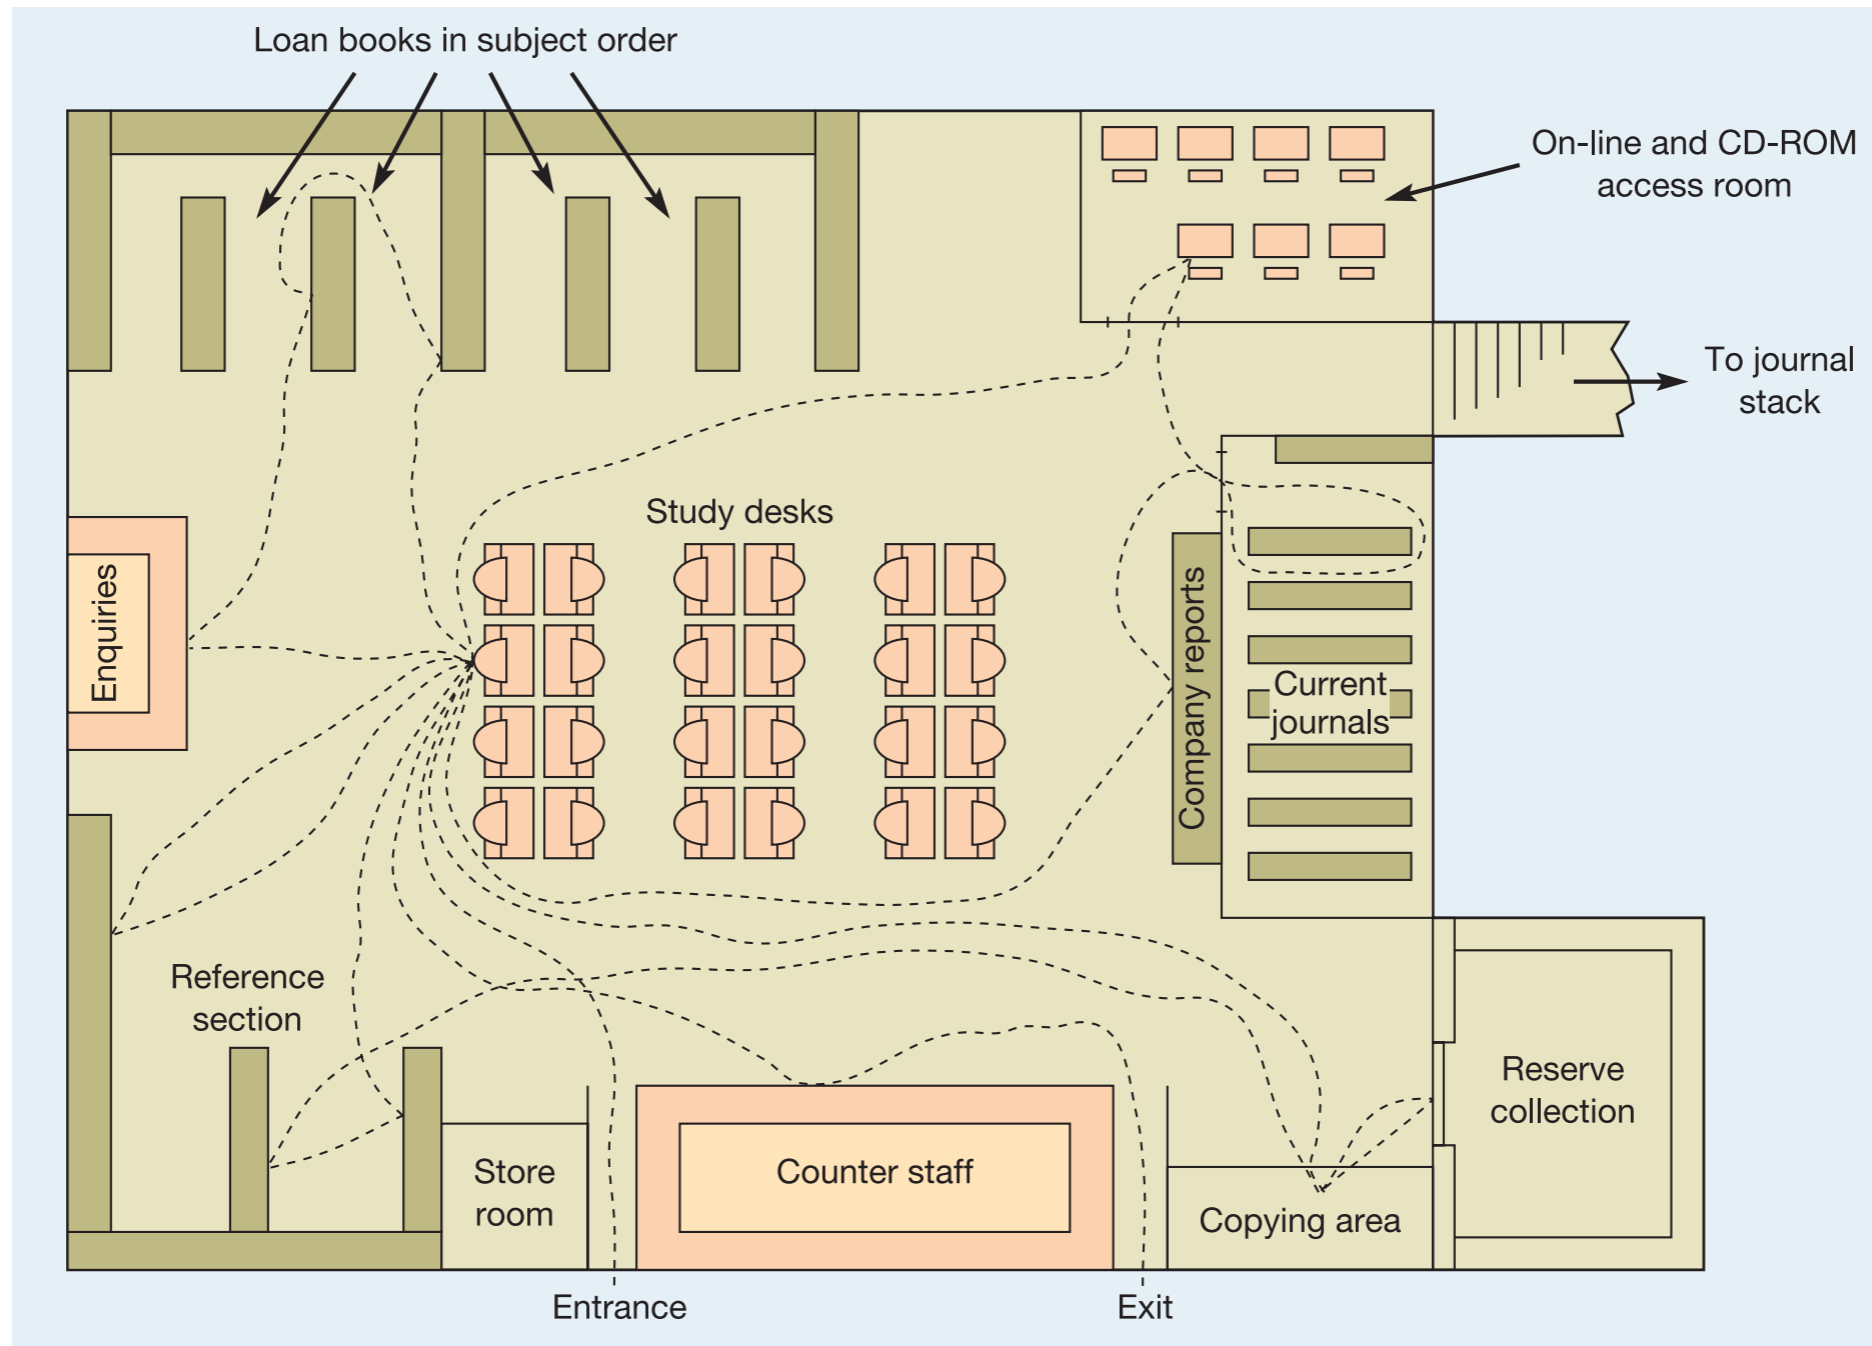 Loan books in subject order
On-line and CD-ROM
access room
To journal
stack
Study desks
Enquiries
Company reports
Current
journals
Reference
section
Reserve
collection
Store
room
Counter staff
Copying area
Entrance
Exit